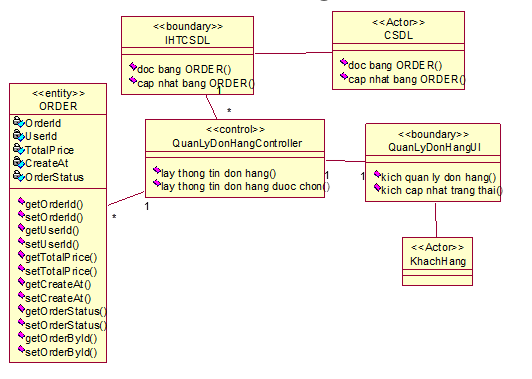 <<boundary>>
IHTCSDL
doc bang ORDER()
cap nhat bang ORDER()
1
*
<<Actor>>
CSDL
doc bang ORDER()
cap nhat bang ORDER()
<<entity>>
ORDER
OrderId
UserId
TotalPrice
CreateAt
OrderStatus
getOrderId()
setOrderId()
getUserId()
setUserId()
getTotalPrice()
setTotalPrice()
getCreateAt()
setCreateAt()
getOrderStatus()
setOrderStatus()
getOrderById()
setOrderById()
*
1
<<control>>
QuanLyDonHangController
lay thong tin don hang()
lay thong tin don hang duoc chon()
1
1
<<boundary>>
QuanLyDonHangUI
kich quan ly don hang()
kich cap nhat trang thai()
<<Actor>>
KhachHang